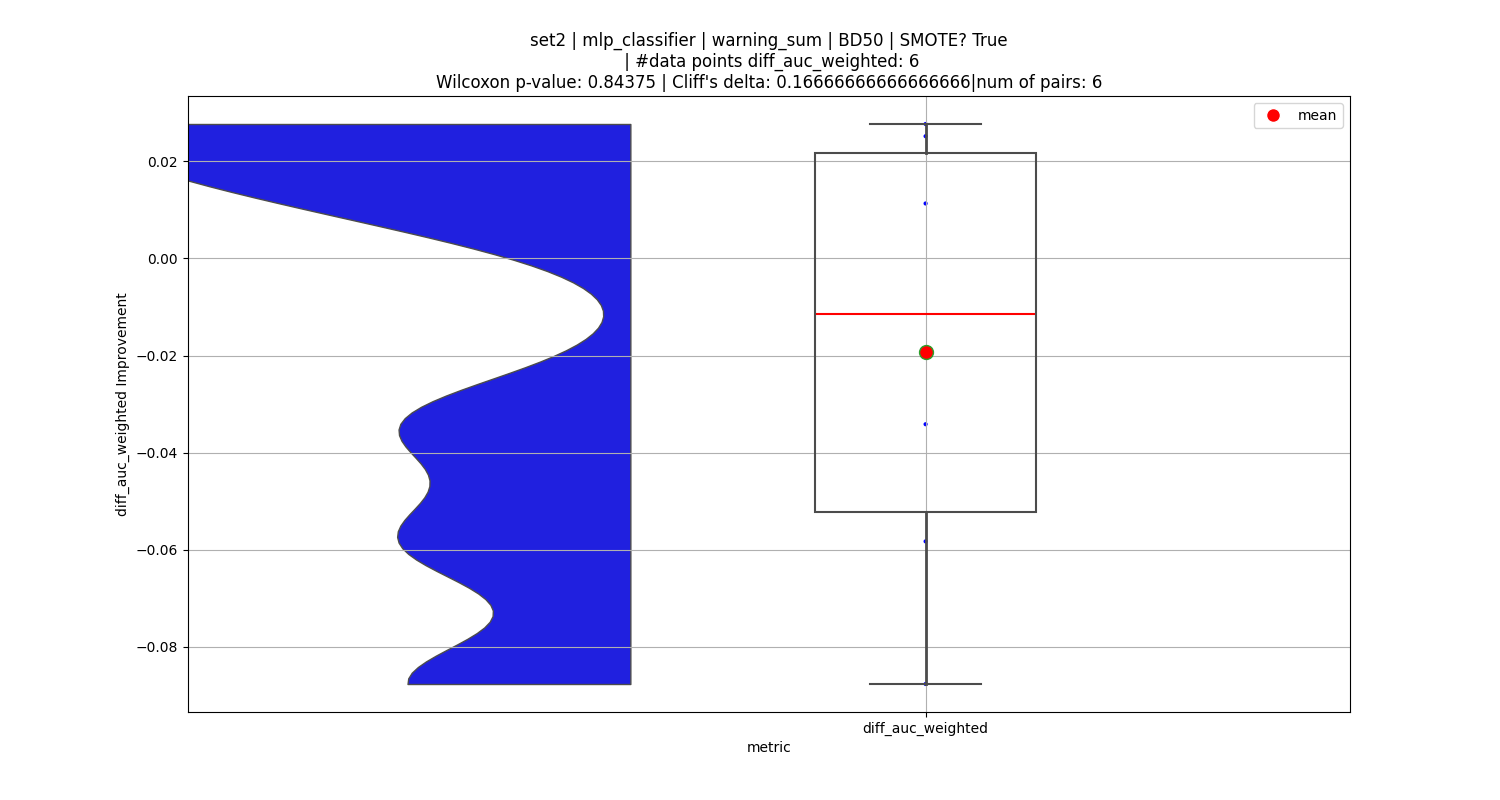 set2 | mlp_classifier | warning_sum | BD50 | SMOTE? True
| #data points diff_auc_weighted: 6
Wilcoxon p-value: 0.84375 | Cliff's delta: 0.16666666666666666|num of pairs: 6
mean
0.02
0.00
−0.02
−0.04
−0.06
−0.08
diff_auc_weighted Improvement
diff_auc_weighted
metric